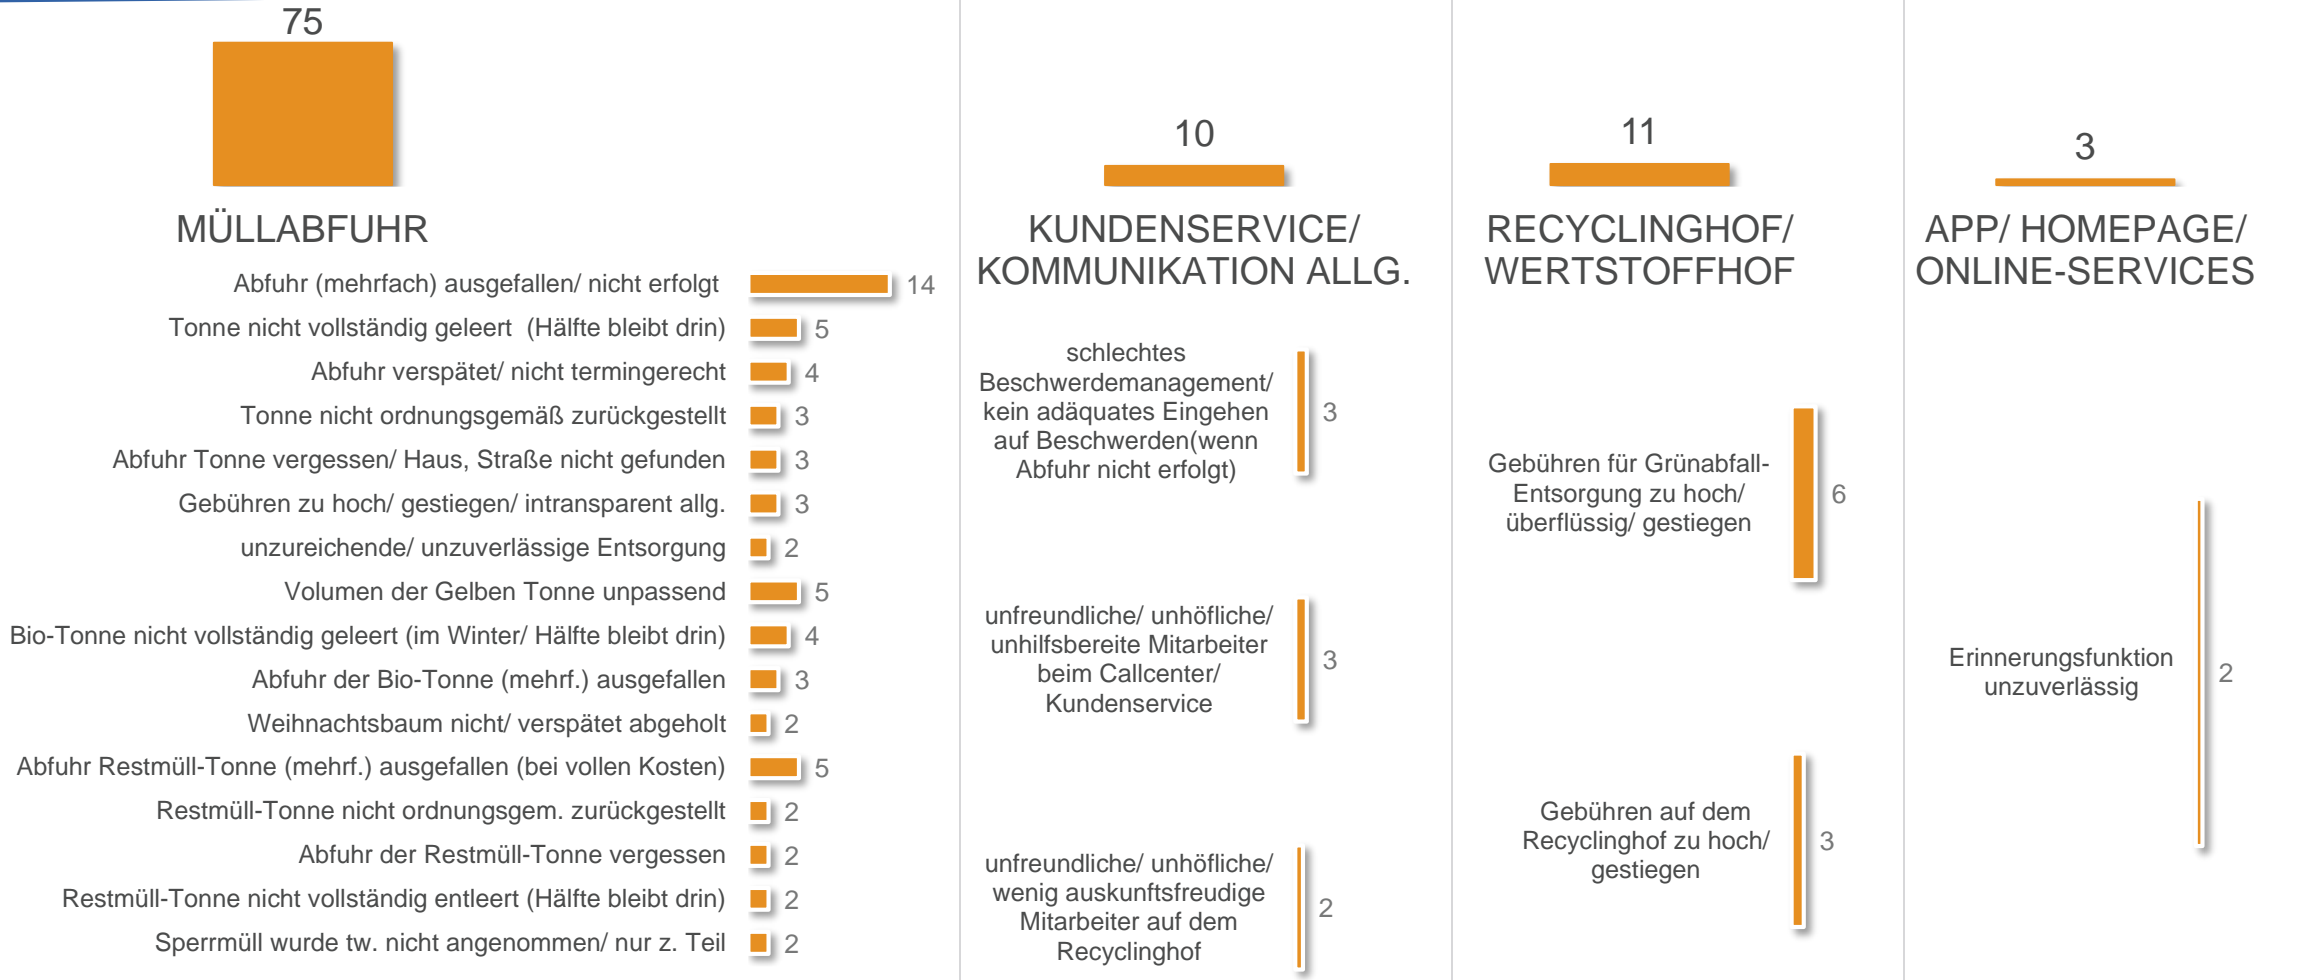 75
MÜLLABFUHR
Abfuhr (mehrfach) ausgefallen/ nicht erfolgt 14
Tonne nicht vollständig geleert (Hälfte bleibt drin) 5
Abfuhr verspätet/ nicht termingerecht 4
Tonne nicht ordnungsgemäß zurückgestellt 3
Abfuhr Tonne vergessen/ Haus, Straße nicht gefunden 3
Gebühren zu hoch/ gestiegen/ intransparent allg. 3
unzureichende/ unzuverlässige Entsorgung 2
Volumen der Gelben Tonne unpassend 5
Bio-Tonne nicht vollständig geleert (im Winter/ Hälfte bleibt drin) 4
Abfuhr der Bio-Tonne (mehrf.) ausgefallen 3
Weihnachtsbaum nicht/ verspätet abgeholt 2
Abfuhr Restmüll-Tonne (mehrf.) ausgefallen (bei vollen Kosten) 5
Restmüll-Tonne nicht ordnungsgem. zurückgestellt 2
Abfuhr der Restmüll-Tonne vergessen 2
Restmüll-Tonne nicht vollständig entleert (Hälfte bleibt drin) 2
Sperrmüll wurde tw. nicht angenommen/ nur z. Teil 2
10
KUNDENSERVICE/
KOMMUNIKATION ALLG.
schlechtes
Beschwerdemanagement/
kein adäquates Eingehen
auf Beschwerden(wenn
Abfuhr nicht erfolgt)
3
unfreundliche/ unhöfliche/
unhilfsbereite Mitarbeiter
beim Callcenter/
Kundenservice
3
unfreundliche/ unhöfliche/
wenig auskunftsfreudige
Mitarbeiter auf dem
Recyclinghof
2
11
RECYCLINGHOF/
WERTSTOFFHOF
Gebühren für Grünabfall-
Entsorgung zu hoch/
überflüssig/ gestiegen
6
Gebühren auf dem
Recyclinghof zu hoch/
gestiegen
3
3
APP/ HOMEPAGE/
ONLINE-SERVICES
Erinnerungsfunktion
unzuverlässig
2